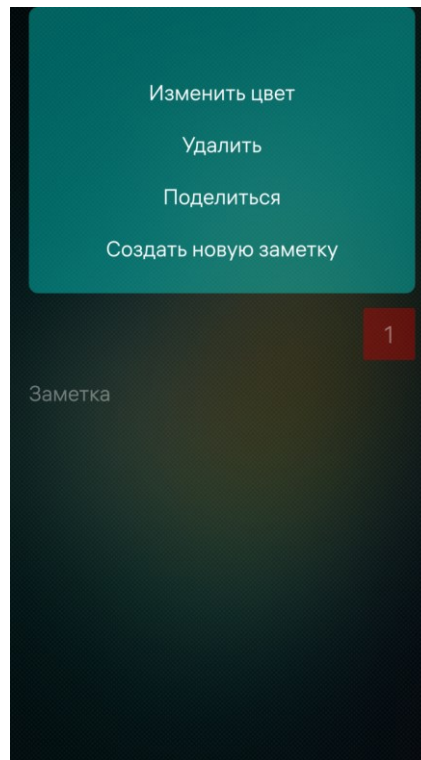 Изменить цвет
Удалить
Поделиться
Создать новую заметку
1
Заметка